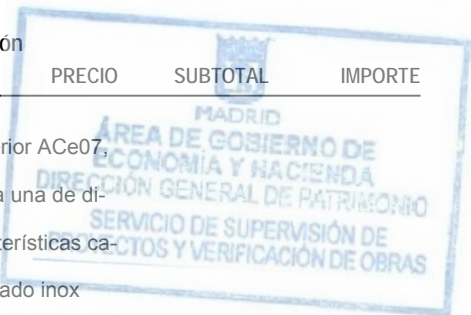 ón
PRECIO SUBTOTAL IMPORTE
MADRID
rior ACe07,
ÁREA DE GOBIERNO DE
ECONOMÍA Y HACIENDA
a una de di-
DIRECCIÓN GENERAL DE PATRIMONIO
SERVICIO DE SUPERVISIÓN DE
terísticas ca-
PROYECTOS Y VERIFICACIÓN DE OBRAS
ado inox